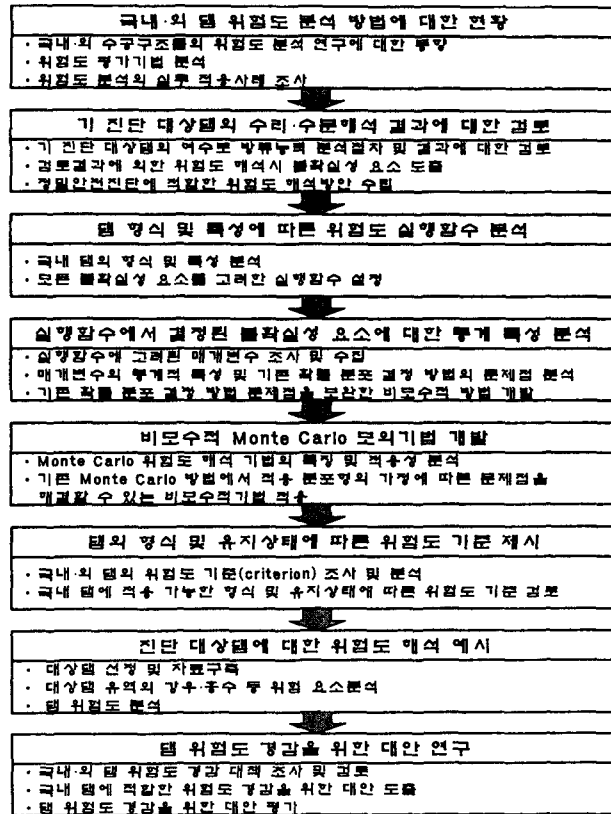 국내·외 댐 위험도 분석 방법에 대한 현황
· 국내·외 수공구조물의 위험도 분석 연구에 대한 동향
· 위험도 평가기법 분석
· 위험도 분석의 실무 적용사례 조사
기 진단 대상댐의 수리·수문해석 결과에 대한 검토
· 기 진단 대상댐의 여수로 방류능력 분석절차 및 결과에 대한 검토
· 검토결과에 의한 위험도 해석시 불확실성 요소 도출
· 정밀안전진단에 적합한 위험도 해석방안 수립
댐 형식 및 특성에 따른 위험도 실행함수 분석
· 국내 댐의 형식 및 특성 분석
· 모든 불확실성 요소를 고려한 실행함수 설정
실행함수에서 결정된 불확실성 요소에 대한 통계 특성 분석
· 실행함수에 고려된 매개변수 조사 및 수집
· 매개변수의 통계적 특성 및 기존 확률 분포 결정 방법의 문제점 분석
· 기존 확률 분포 결정 방법 문제점을 보완한 비모수적 방법 개발
비모수적 Monte Carlo 모의기법 개발
· Monte Carlo 위험도 해석 기법의 특징 및 적용성 분석
· 기존 Monte Carlo 방법에서 적용 분포형의 가정에 따른 문제점을
해결할 수 있는 비모수적기법 적용
댐의 형식 및 유지상태에 따른 위험도 기준 제시
· 국내·외 댐의 위험도 기준(criterion) 조사 및 분석
· 국내 댐에 적용 가능한 형식 및 유지상태에 따른 위험도 기준 검토
진단 대상댐에 대한 위험도 해석 예시
· 대상댐 선정 및 자료구축
· 대상댐 유역의 강우·홍수 등 위험 요소분석
· 댐 위험도 분석
댐 위험도 경감을 위한 대안 연구
· 국내·외 댐 위험도 경감 대책 조사 및 검토
· 국내 댐에 적합한 위험도 경감을 위한 대안 도출
· 댐 위험도 경감을 위한 대안 평가